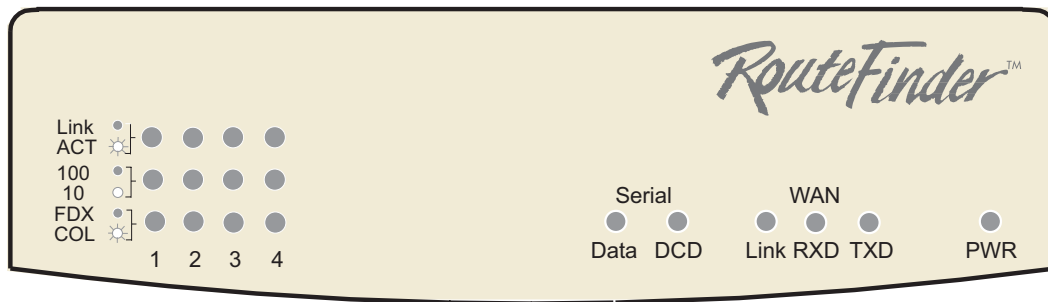 RouteFinder™
Link
ACT
100
10
FDX
COL
1 2 3 4
Serial WAN
Data DCD Link RXD TXD PWR